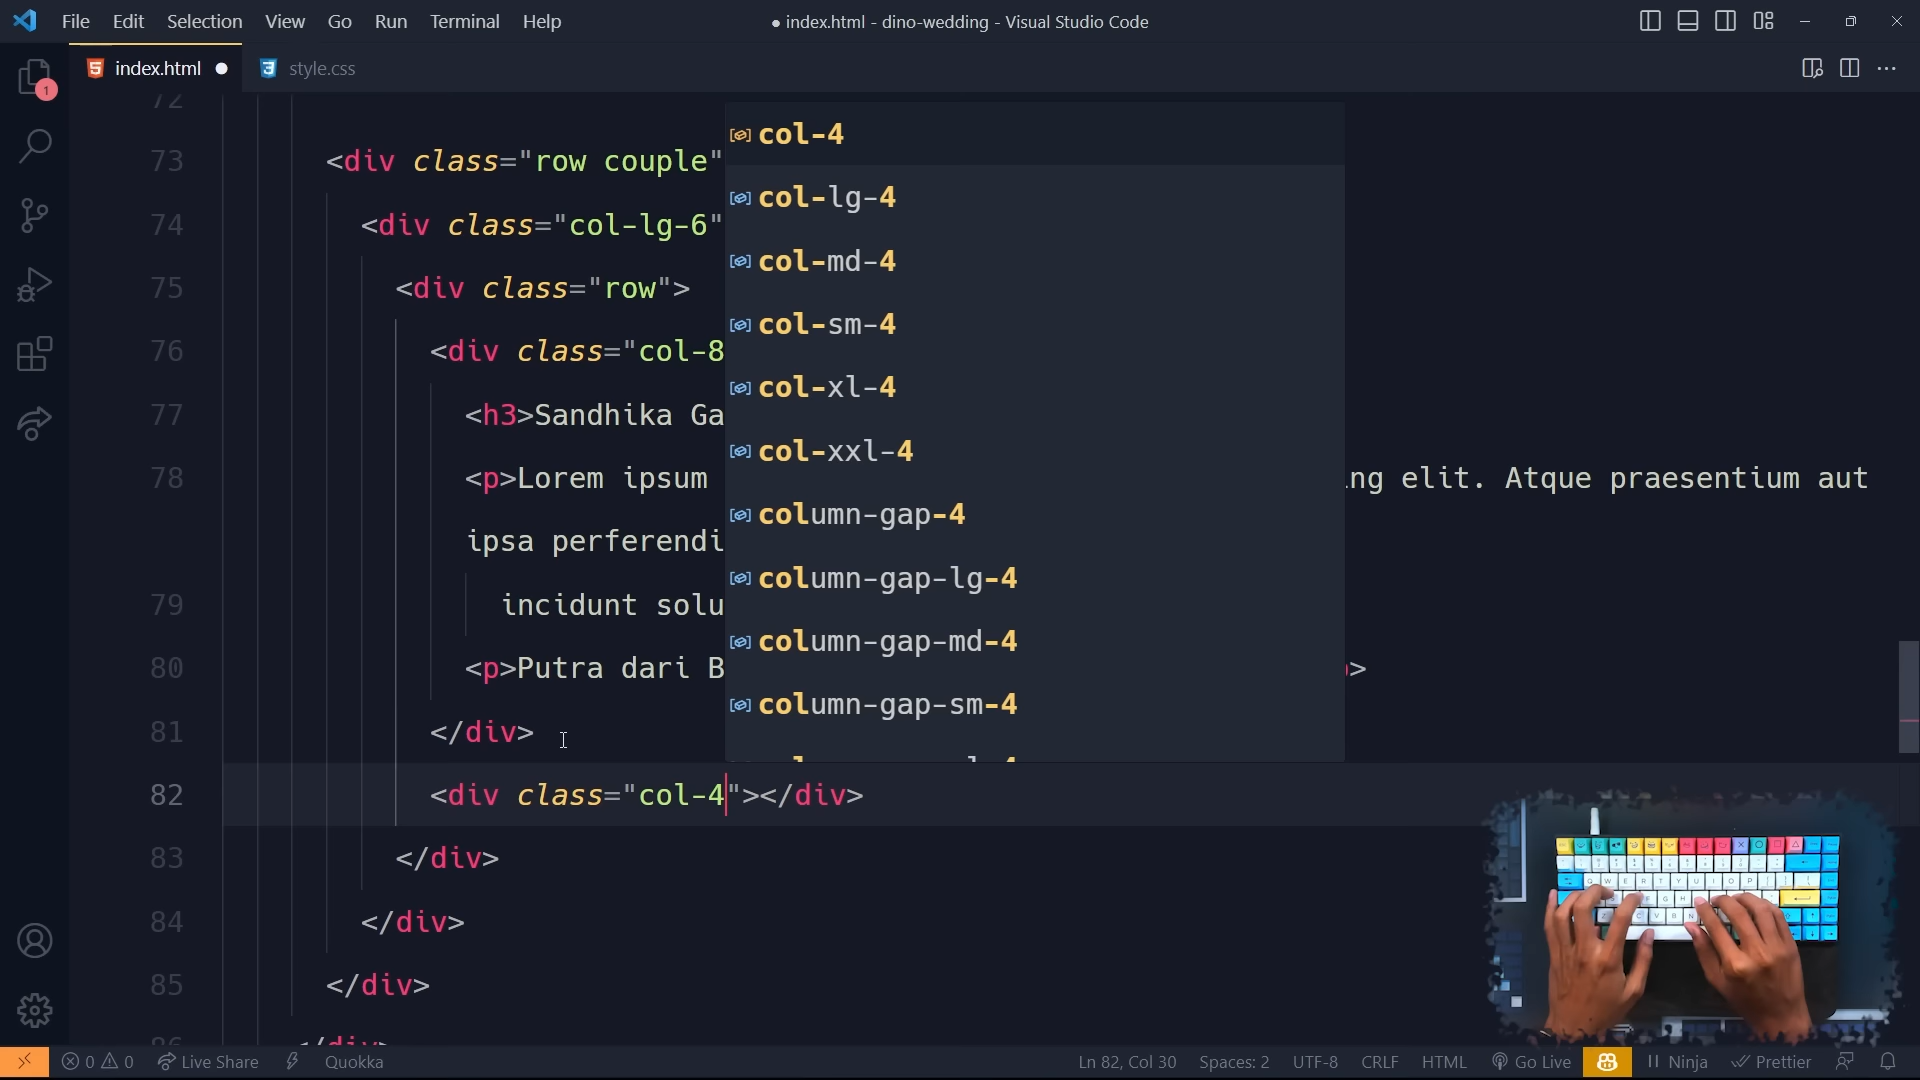 File Edit Selection View Go Run Terminal Help
● index.html - dino-wedding - Visual Studio Code
index.html ●
style.css
1
72
73 <div class="row couple"
74 <div class="col-lg-6"
75 <div class="row">
76 <div class="col-8
77 <h3>Sandhika Ga
78 <p>Lorem ipsum ng elit. Atque praesentium aut
ipsa perferendi
79 incidunt solu
80 <p>Putra dari B >
81 </div>
82 <div class="col-4"></div>
83 </div>
84 </div>
85 </div>
86 </div>
col-4
col-lg-4
col-md-4
col-sm-4
col-xl-4
col-xxl-4
column-gap-4
column-gap-lg-4
column-gap-md-4
column-gap-sm-4
0 0 Live Share Quokka
Ln 82, Col 30 Spaces: 2 UTF-8 CRLF HTML Go Live Ninja Prettier